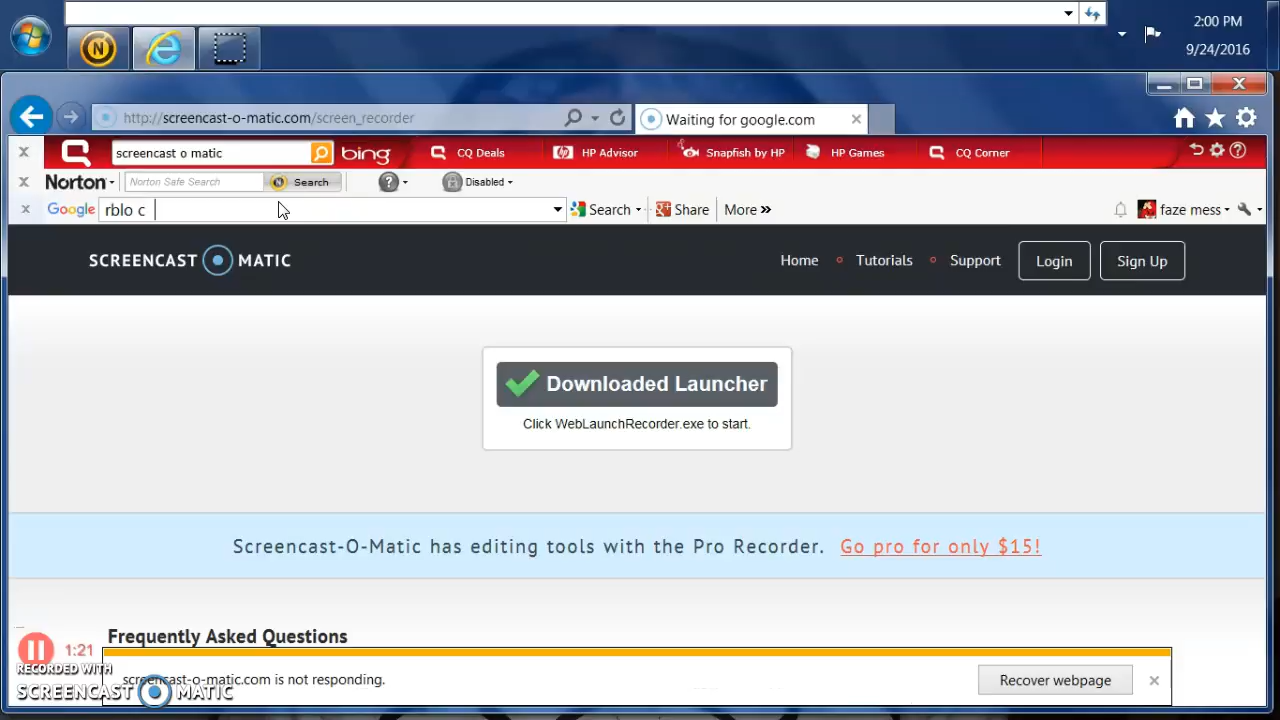 2:00 PM
9/24/2016
http://screencast-o-matic.com/screen_recorder
Waiting for google.com
screencast o matic
bing
CQ Deals
HP Advisor
Snapfish by HP
HP Games
CQ Corner
Norton
Norton Safe Search
Search
Disabled
Google
rblo c
Search
Share
More »
faze mess
SCREENCAST O MATIC
Home
Tutorials
Support
Login
Sign Up
Downloaded Launcher
Click WebLaunchRecorder.exe to start.
Screencast-O-Matic has editing tools with the Pro Recorder. Go pro for only $15!
Frequently Asked Questions
1:21
RECORDED WITH
SCREENCAST O MATIC
screencast-o-matic.com is not responding.
Recover webpage